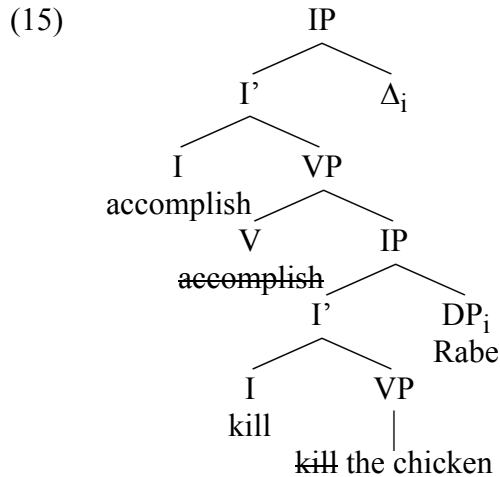 (15) IP
I’ Δi
I VP
accomplish
V IP
accomplish
I’ DPi
Rabe
I VP
kill
kill the chicken